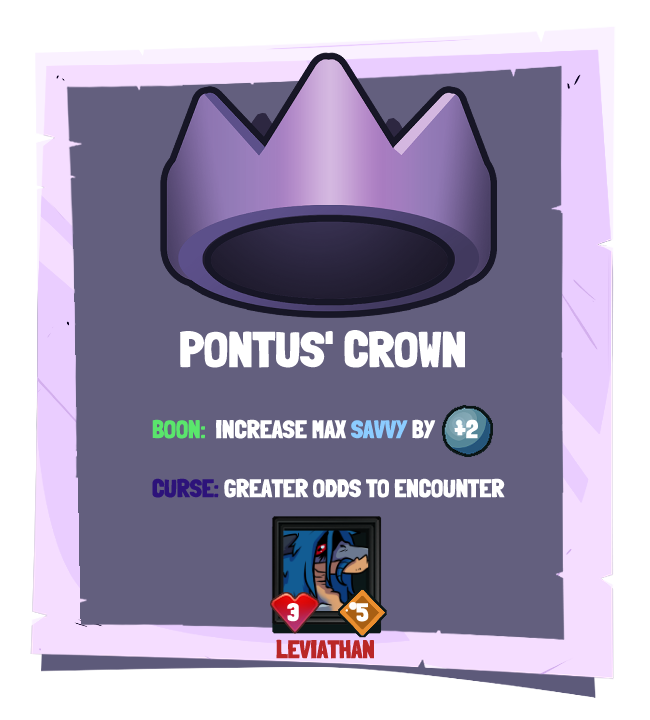 PONTUS' CROWN
BOON: INCREASE MAX SAVVY BY +2
CURSE: GREATER ODDS TO ENCOUNTER
3 5
LEVIATHAN